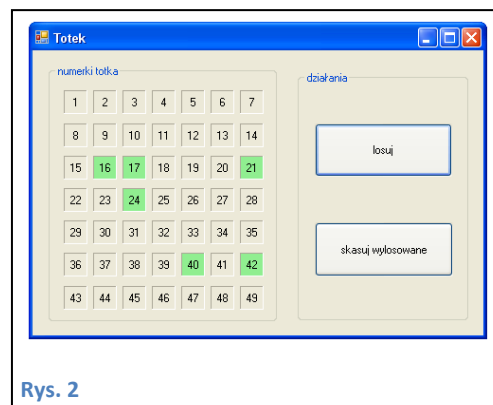 Totek
numerki totka
działania
1 2 3 4 5 6 7
8 9 10 11 12 13 14
losuj
15 16 17 18 19 20 21
22 23 24 25 26 27 28
29 30 31 32 33 34 35
skasuj wylosowane
36 37 38 39 40 41 42
43 44 45 46 47 48 49
Rys. 2